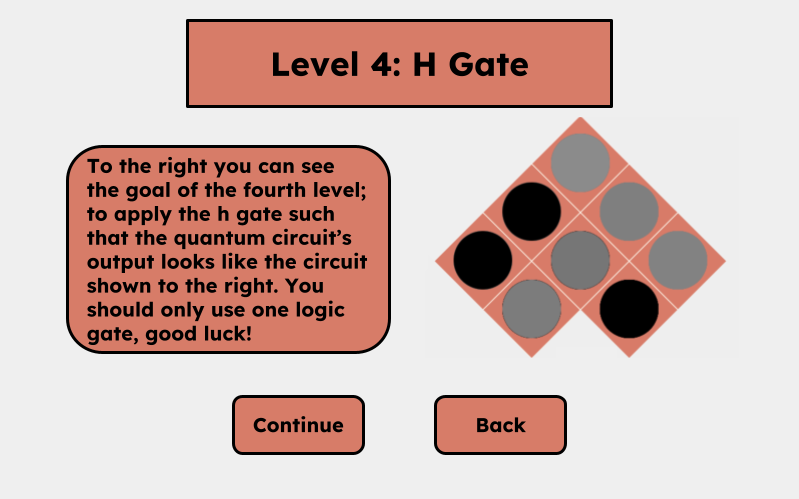 Level 4: H Gate
To the right you can see
the goal of the fourth level;
to apply the h gate such
that the quantum circuit’s
output looks like the circuit
shown to the right. You
should only use one logic
gate, good luck!
Continue
Back